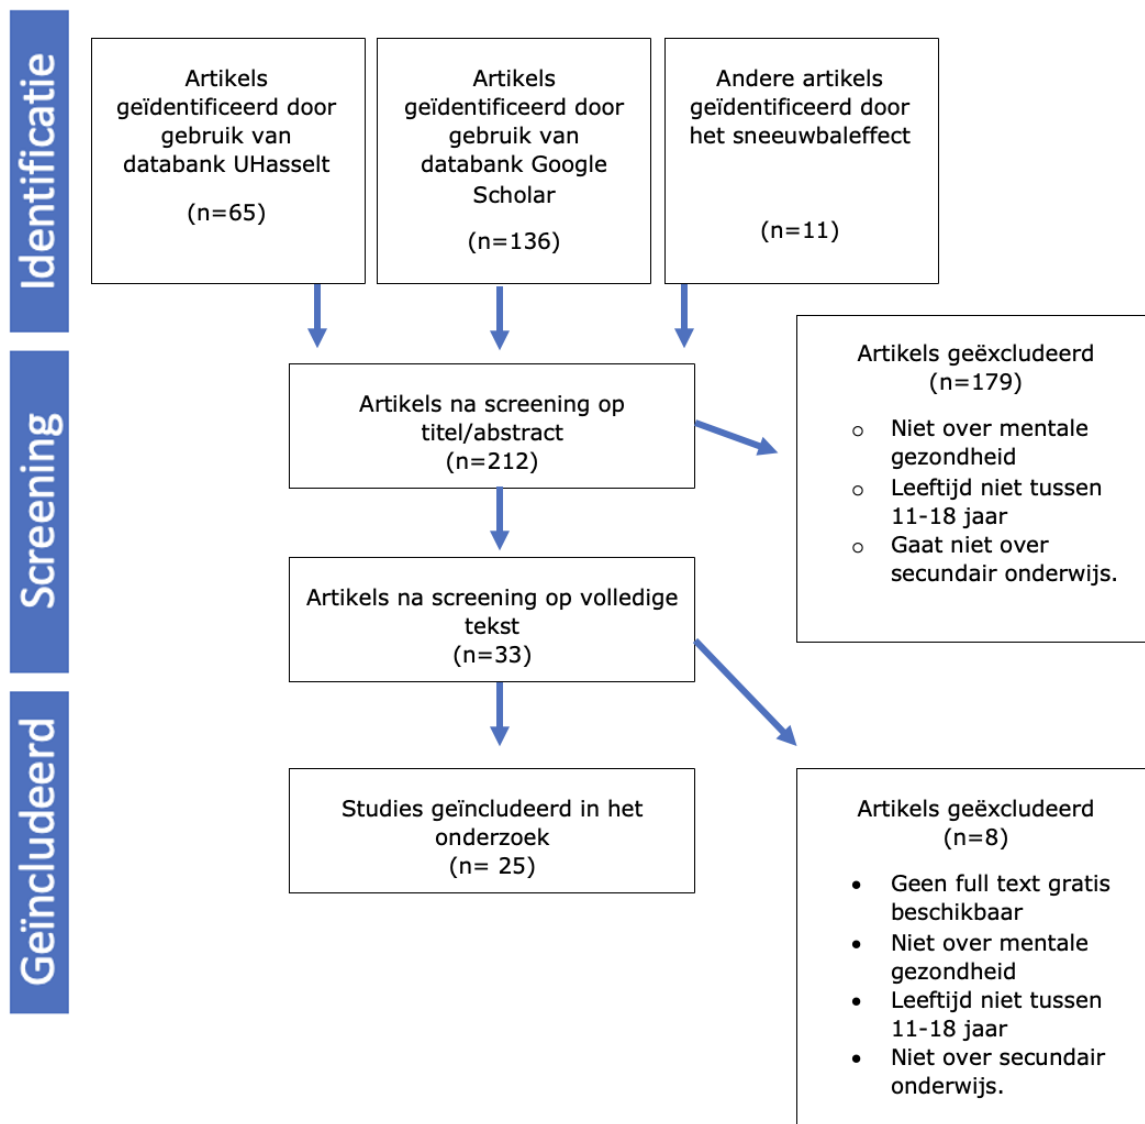 Identificatie
Artikels
geïdentificeerd door
gebruik van
databank UHasselt
(n=65)
Artikels
geïdentificeerd door
gebruik van
databank Google
Scholar
(n=136)
Andere artikels
geïdentificeerd door
het sneeuwbaleffect
(n=11)
Screening
Artikels na screening op
titel/abstract
(n=212)
Artikels geëxcludeerd
(n=179)
o Niet over mentale
gezondheid
o Leeftijd niet tussen
11-18 jaar
o Gaat niet over
secundair onderwijs.
Artikels na screening op volledige
tekst
(n=33)
Geïncludeerd
Studies geïncludeerd in het
onderzoek
(n= 25)
Artikels geëxcludeerd
(n=8)
• Geen full text gratis
beschikbaar
• Niet over mentale
gezondheid
• Leeftijd niet tussen
11-18 jaar
• Niet over secundair
onderwijs.